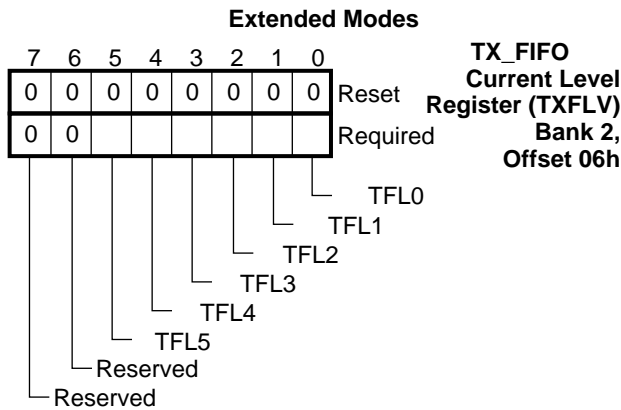 Extended Modes
7 6 5 4 3 2 1 0
TX_FIFO
Current Level
Register (TXFLV)
Bank 2,
Offset 06h
0 0 0 0 0 0 0 0 Reset
0 0 Required
TFL0
TFL1
TFL2
TFL3
TFL4
TFL5
Reserved
Reserved